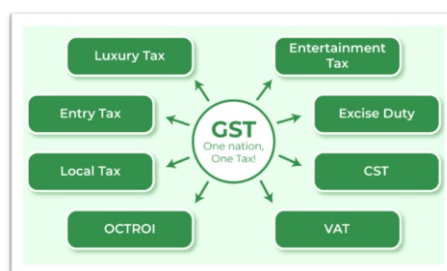 Luxury Tax
Entertainment
Tax
Entry Tax
GST
One nation,
One Tax!
Excise Duty
Local Tax
CST
OCTROI
VAT